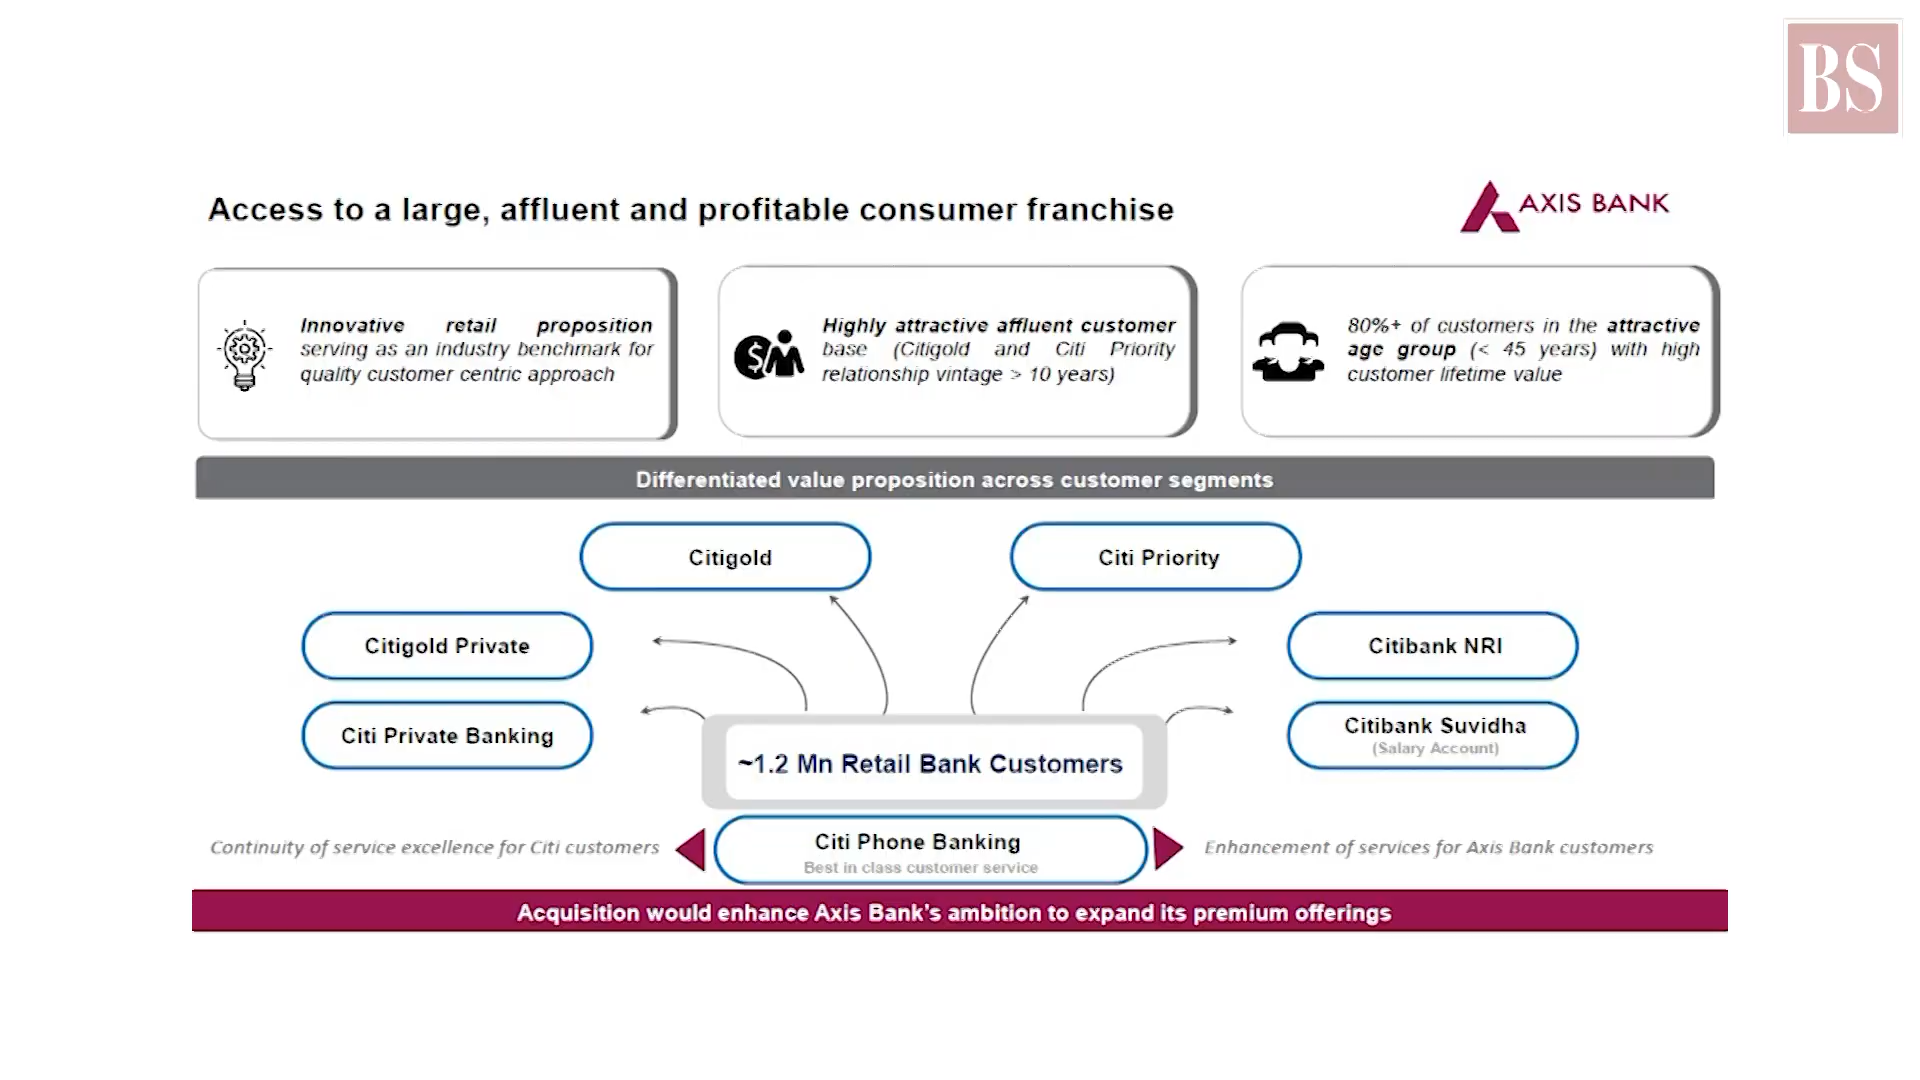 BS
Access to a large, affluent and profitable consumer franchise
AXIS BANK
Innovative retail proposition
serving as an industry benchmark for
quality customer centric approach
Highly attractive affluent customer
base (Citigold and Citi Priority
relationship vintage > 10 years)
80%+ of customers in the attractive
age group (< 45 years) with high
customer lifetime value
Differentiated value proposition across customer segments
Citigold
Citi Priority
Citigold Private
Citibank NRI
Citi Private Banking
Citibank Suvidha
(Salary Account)
~1.2 Mn Retail Bank Customers
Continuity of service excellence for Citi customers
Citi Phone Banking
Best in class customer service
Enhancement of services for Axis Bank customers
Acquisition would enhance Axis Bank's ambition to expand its premium offerings